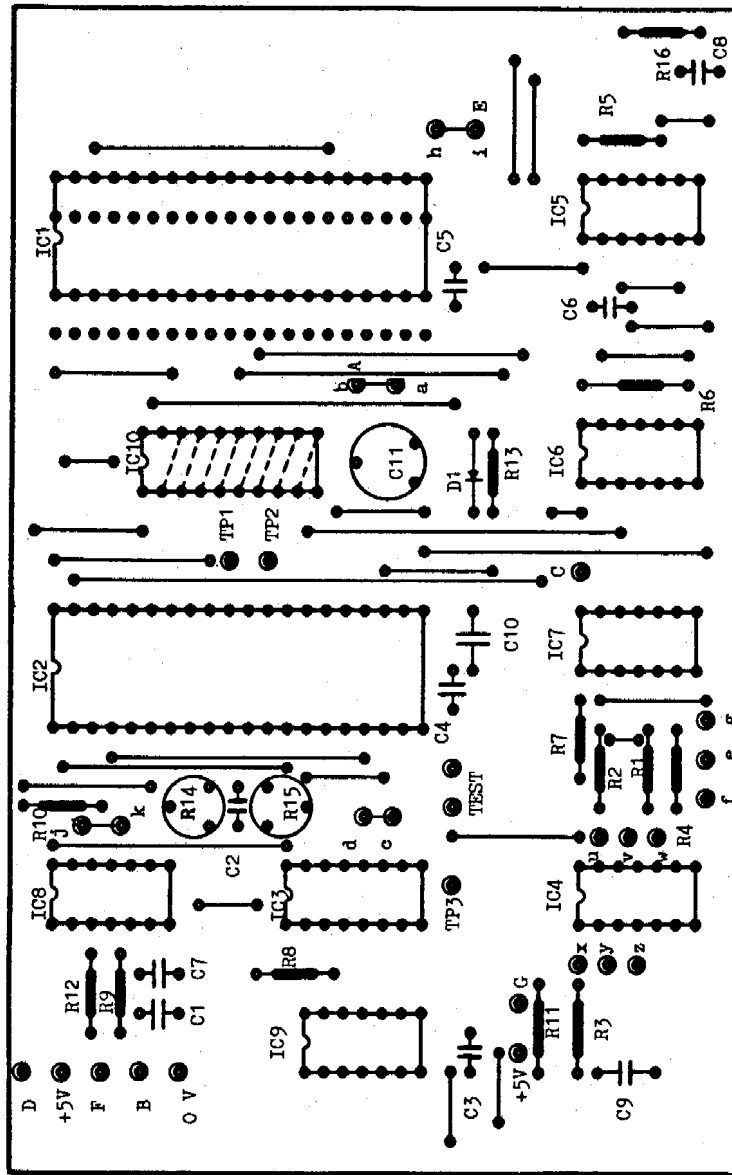 R16
C8
R5
E
h
i
IC5
IC1
C5
C6
A
b
a
R6
IC10
C11
D1
R13
IC6
TP1
TP2
C
IC2
C10
IC7
C4
R7
R2
R1
g
e
f
R10
j
k
R14
R15
C2
d
c
TEST
R4
u
v
w
IC8
IC3
TP3
IC4
x
y
z
R12
R9
C7
C1
R8
G
R11
R3
IC9
C3
+5V
C9
D
+5V
F
B
0 V